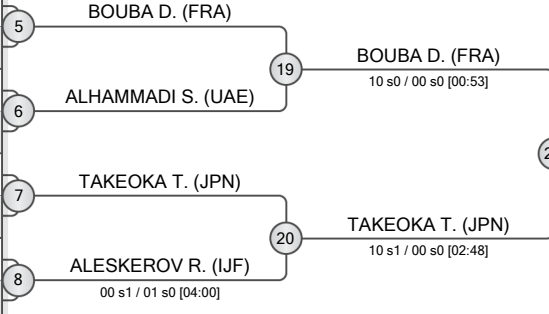 BOUBA D. (FRA)
5
19
BOUBA D. (FRA)
10 s0 / 00 s0 [00:53]
ALHAMMADI S. (UAE)
6
TAKEOKA T. (JPN)
7
20
TAKEOKA T. (JPN)
10 s1 / 00 s0 [02:48]
ALESKEROV R. (IJF)
8
00 s1 / 01 s0 [04:00]